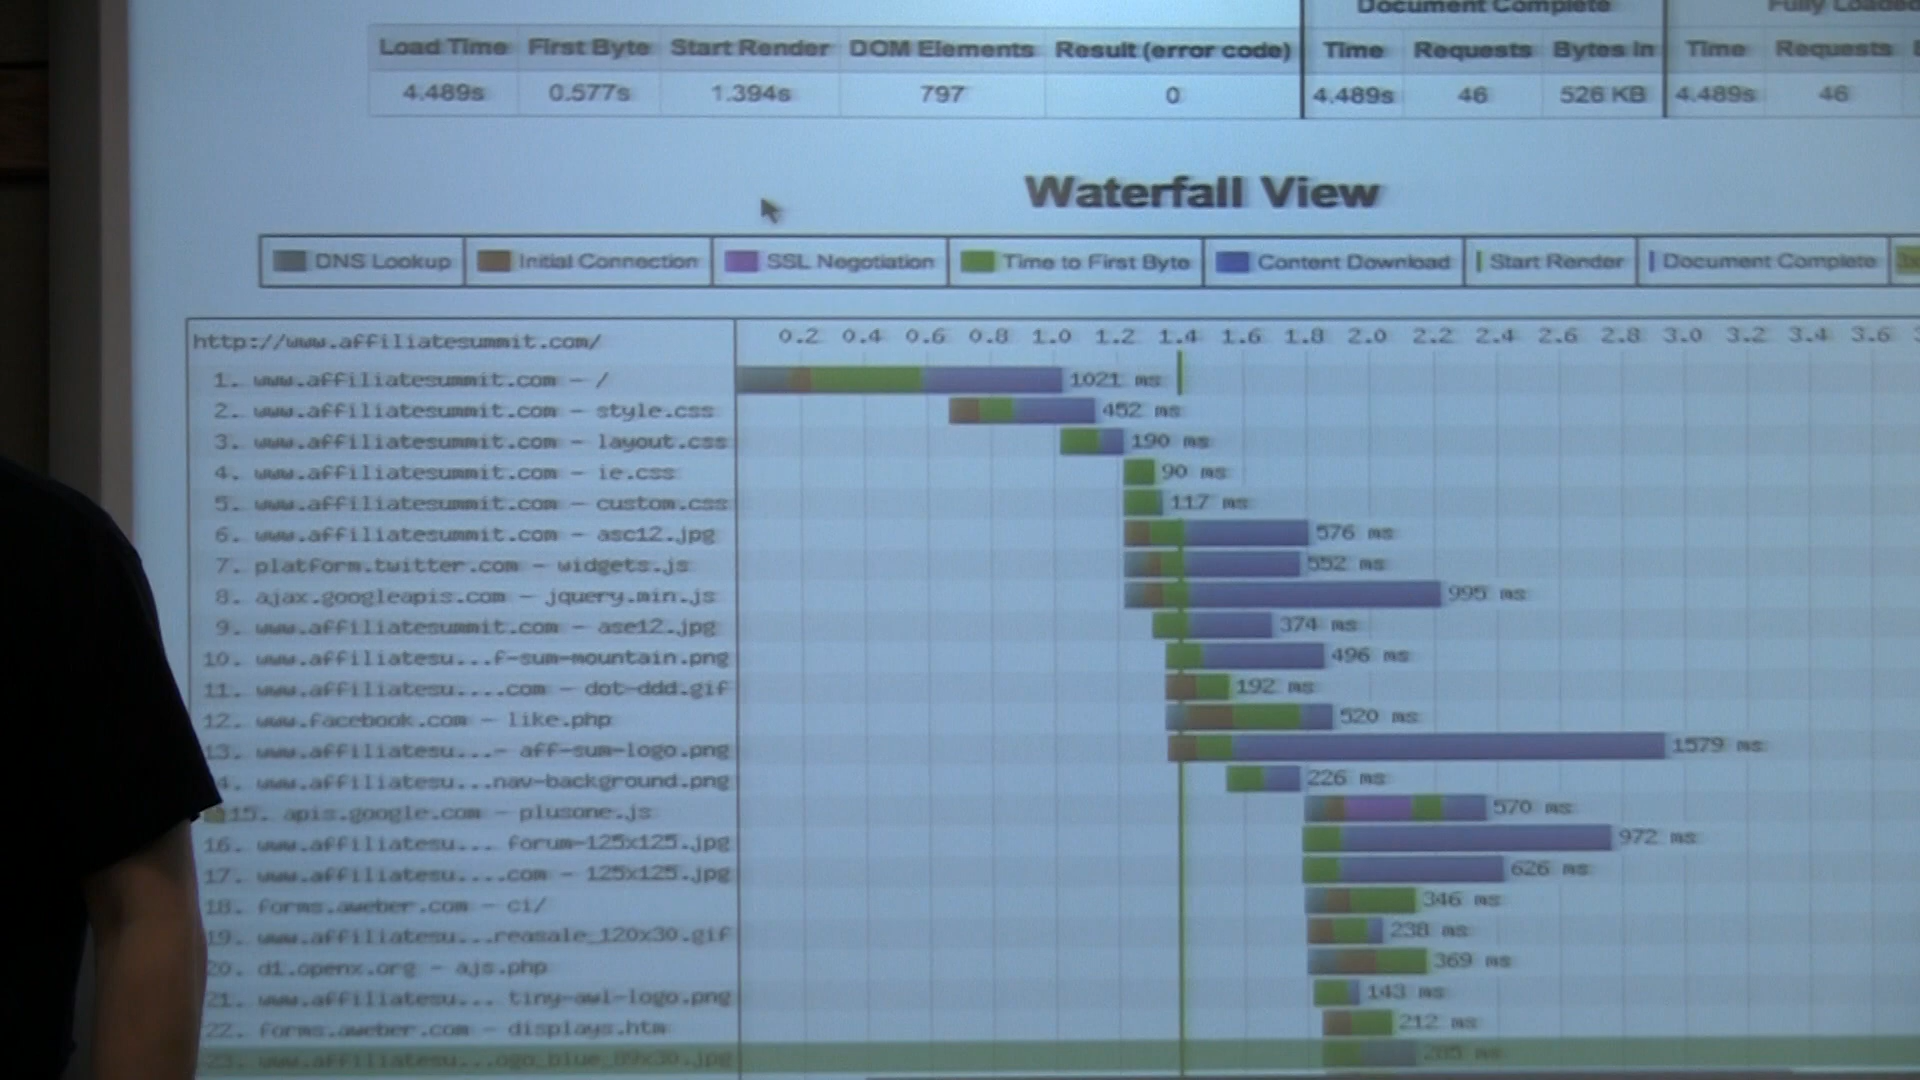 Document Complete Fully Loaded
Load Time First Byte Start Render DOM Elements Result (error code) Time Requests Bytes In Time Requests
4.489s 0.577s 1.394s 797 0 4.489s 46 526 KB 4.489s 46
Waterfall View
DNS Lookup Initial Connection SSL Negotiation Time to First Byte Content Download Start Render Document Complete
http://www.affiliatesummit.com/ 0.2 0.4 0.6 0.8 1.0 1.2 1.4 1.6 1.8 2.0 2.2 2.4 2.6 2.8 3.0 3.2 3.4 3.6
1. www.affiliatesummit.com - / 1021 ms
2. www.affiliatesummit.com - style.css 452 ms
3. www.affiliatesummit.com - layout.css 190 ms
4. www.affiliatesummit.com - ie.css 90 ms
5. www.affiliatesummit.com - custom.css 117 ms
6. www.affiliatesummit.com - asc12.jpg 576 ms
7. platform.twitter.com - widgets.js 552 ms
8. ajax.googleapis.com - jquery.min.js 995 ms
9. www.affiliatesummit.com - ase12.jpg 374 ms
10. www.affiliatesu...f-sum-mountain.png 496 ms
11. www.affiliatesu....com - dot-ddd.gif 192 ms
12. www.facebook.com - like.php 520 ms
13. www.affiliatesu...- aff-sum-logo.png 1579 ms
4. www.affiliatesu...nav-background.png 226 ms
15. apis.google.com - plusone.js 570 ms
16. www.affiliatesu... forum-125x125.jpg 972 ms
17. www.affiliatesu....com - 125x125.jpg 626 ms
18. forms.aweber.com - ci/ 346 ms
19. www.affiliatesu...reasale_120x30.gif 238 ms
20. d1.openx.org - ajs.php 369 ms
21. www.affiliatesu... tiny-awl-logo.png 143 ms
22. forms.aweber.com - displays.htm 212 ms
23. www.affiliatesu...ogo_blue_89x30.jpg 285 ms